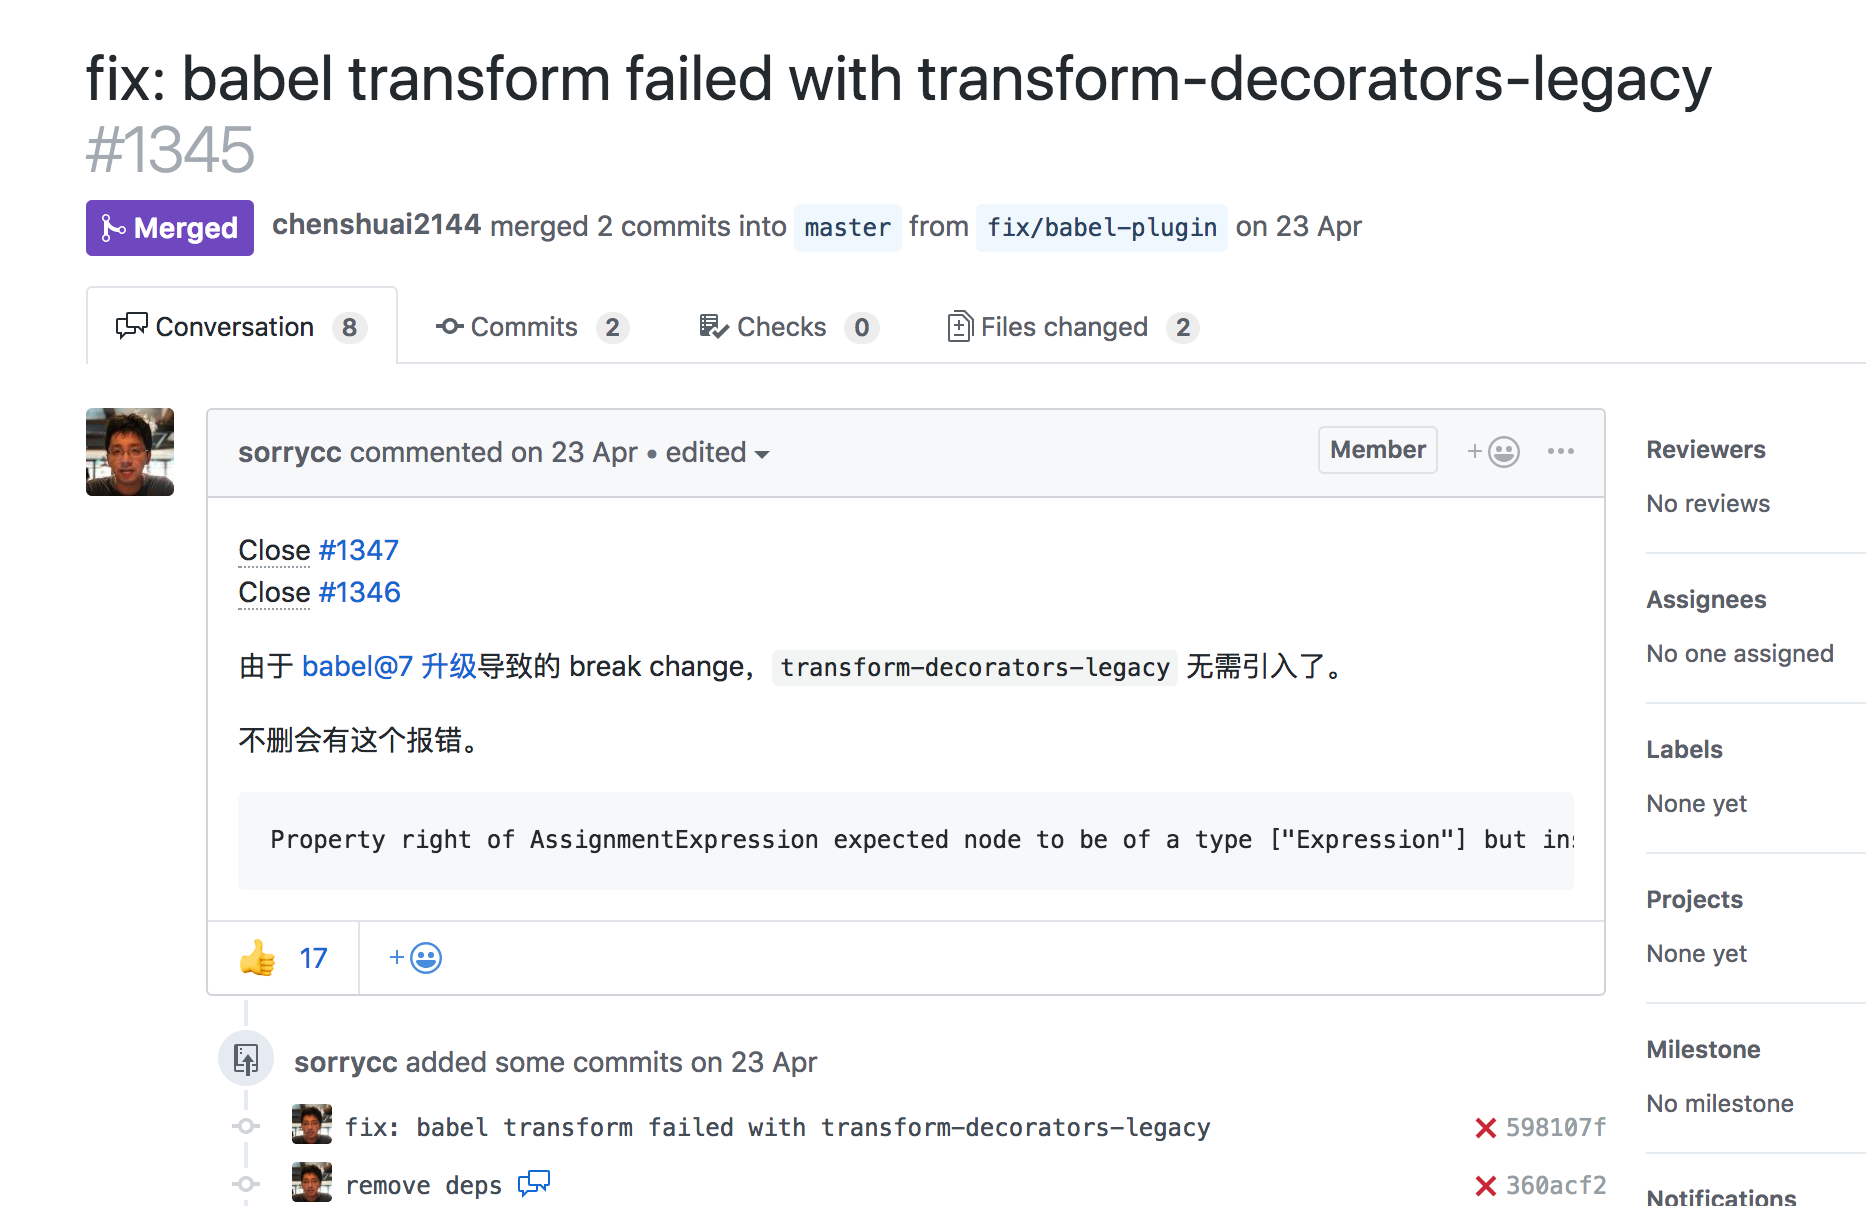 fix: babel transform failed with transform-decorators-legacy
#1345
Merged chenshuai2144 merged 2 commits into master from fix/babel-plugin on 23 Apr
Conversation 8 Commits 2 Checks 0 Files changed 2
sorrycc commented on 23 Apr • edited Member
Close #1347
Close #1346
由于 babel@7 升级导致的 break change， transform-decorators-legacy 无需引入了。
不删会有这个报错。
Property right of AssignmentExpression expected node to be of a type ["Expression"] but
17
sorrycc added some commits on 23 Apr
fix: babel transform failed with transform-decorators-legacy 598107f
remove deps 360acf2
Reviewers
No reviews
Assignees
No one assigned
Labels
None yet
Projects
None yet
Milestone
No milestone
Notifications